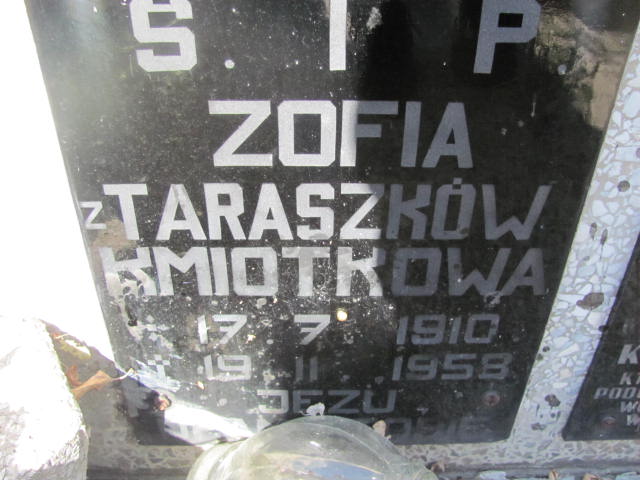 Ś. I P
ZOFIA
z TARASZKÓW
KMIOTKOWA
17 7 1910
19 11 1958
JEZU